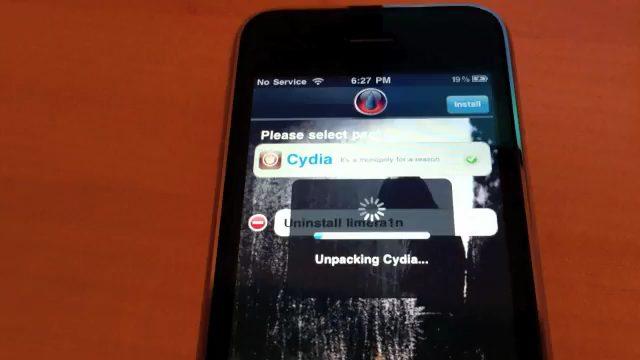 No Service 6:27 PM 19%
Install
Please select
Cydia It's a monopoly for a reason
Uninstall limera1n
Unpacking Cydia...